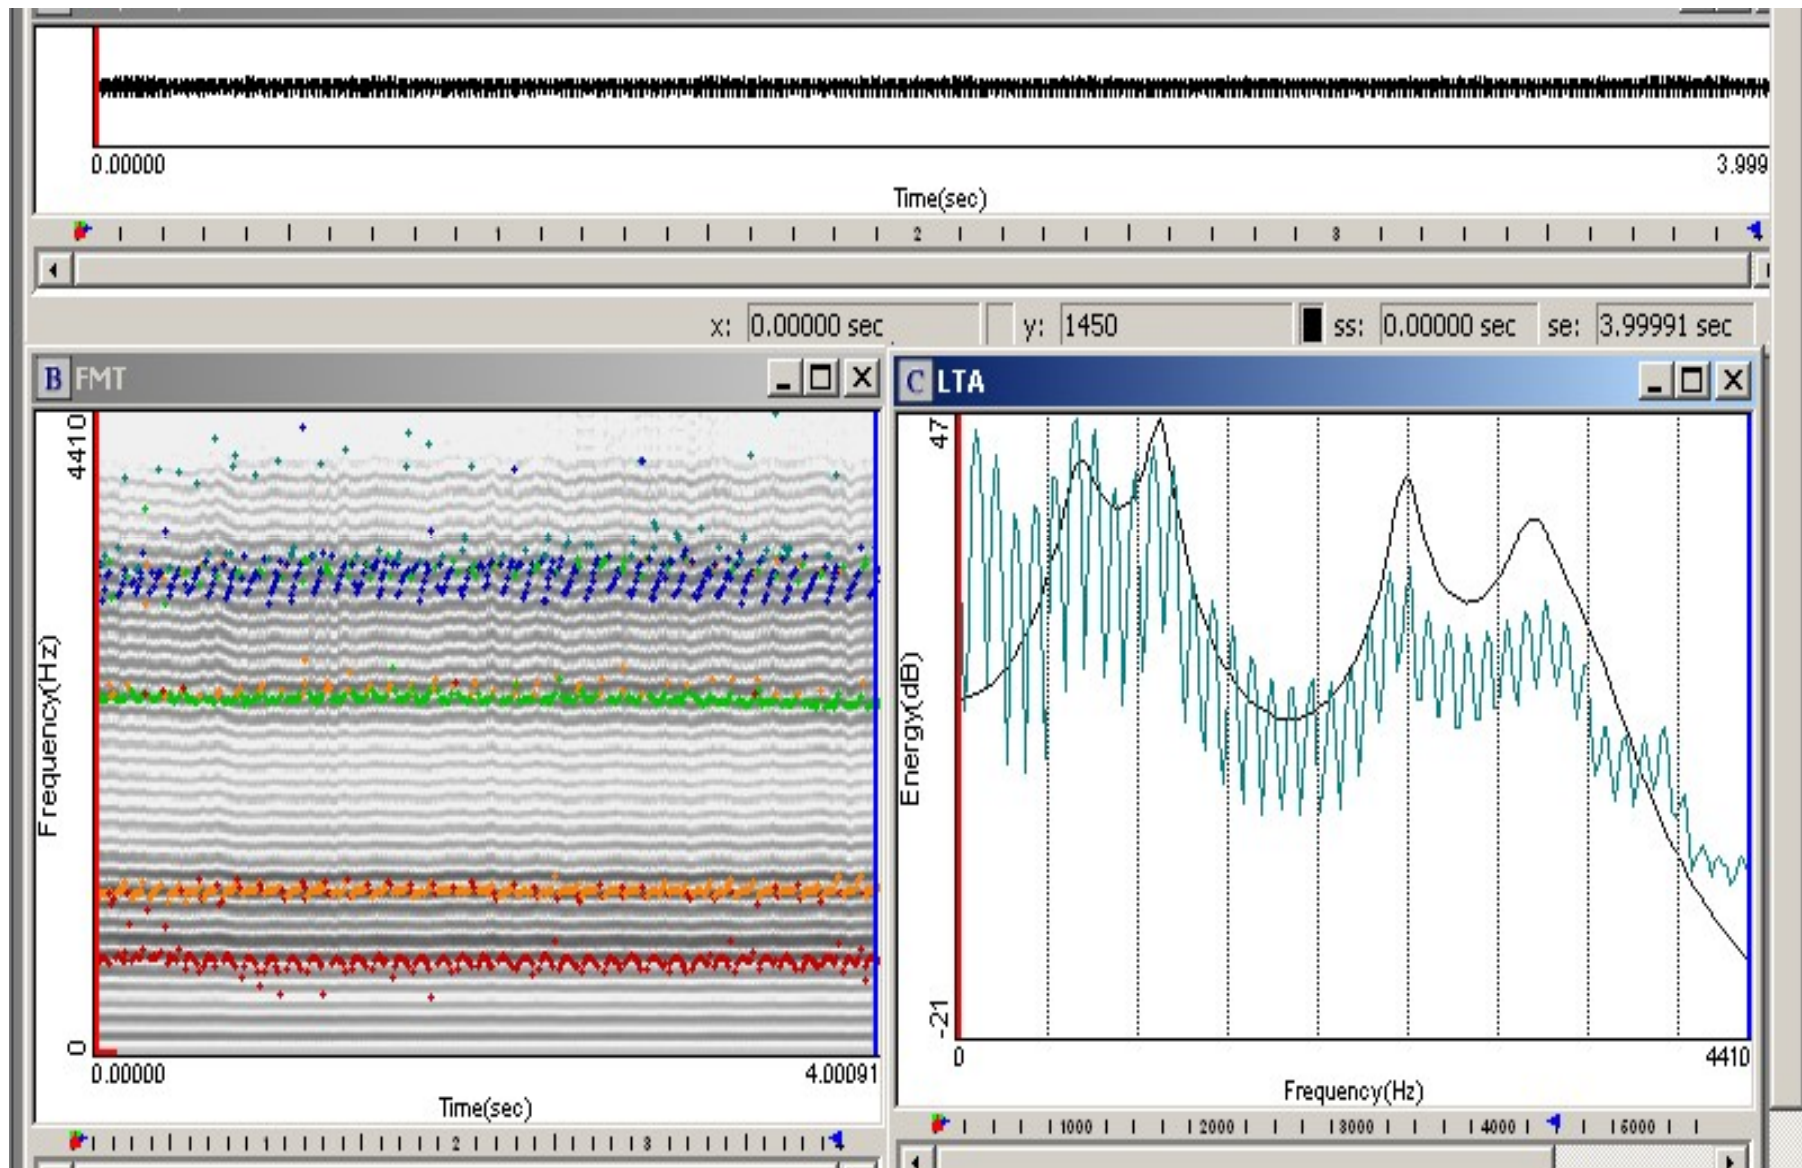 0.00000 3.999
Time(sec)
1 2 3
x: 0.00000 sec y: 1450 ss: 0.00000 sec se: 3.99991 sec
B FMT
4410
Frequency(Hz)
0
0.00000 4.00091
Time(sec)
1 2 3
C LTA
47
Energy(dB)
-21
0 4410
Frequency(Hz)
1000 2000 3000 4000 5000